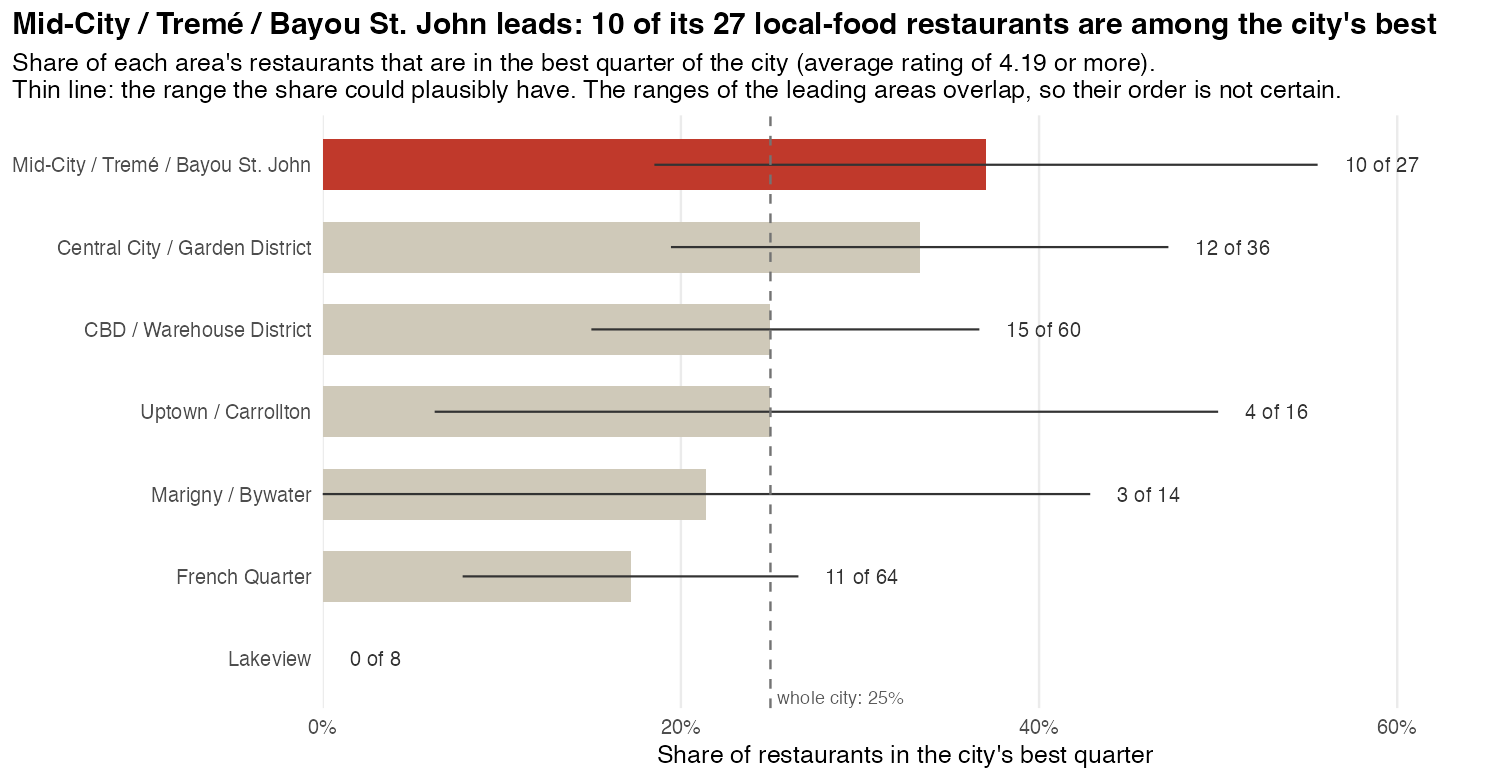 Mid-City / Tremé / Bayou St. John leads: 10 of its 27 local-food restaurants are among the city's best
Share of each area's restaurants that are in the best quarter of the city (average rating of 4.19 or more).
Thin line: the range the share could plausibly have. The ranges of the leading areas overlap, so their order is not certain.
Mid-City / Tremé / Bayou St. John 10 of 27
Central City / Garden District 12 of 36
CBD / Warehouse District 15 of 60
Uptown / Carrollton 4 of 16
Marigny / Bywater 3 of 14
French Quarter 11 of 64
Lakeview 0 of 8
whole city: 25%
0% 20% 40% 60%
Share of restaurants in the city's best quarter